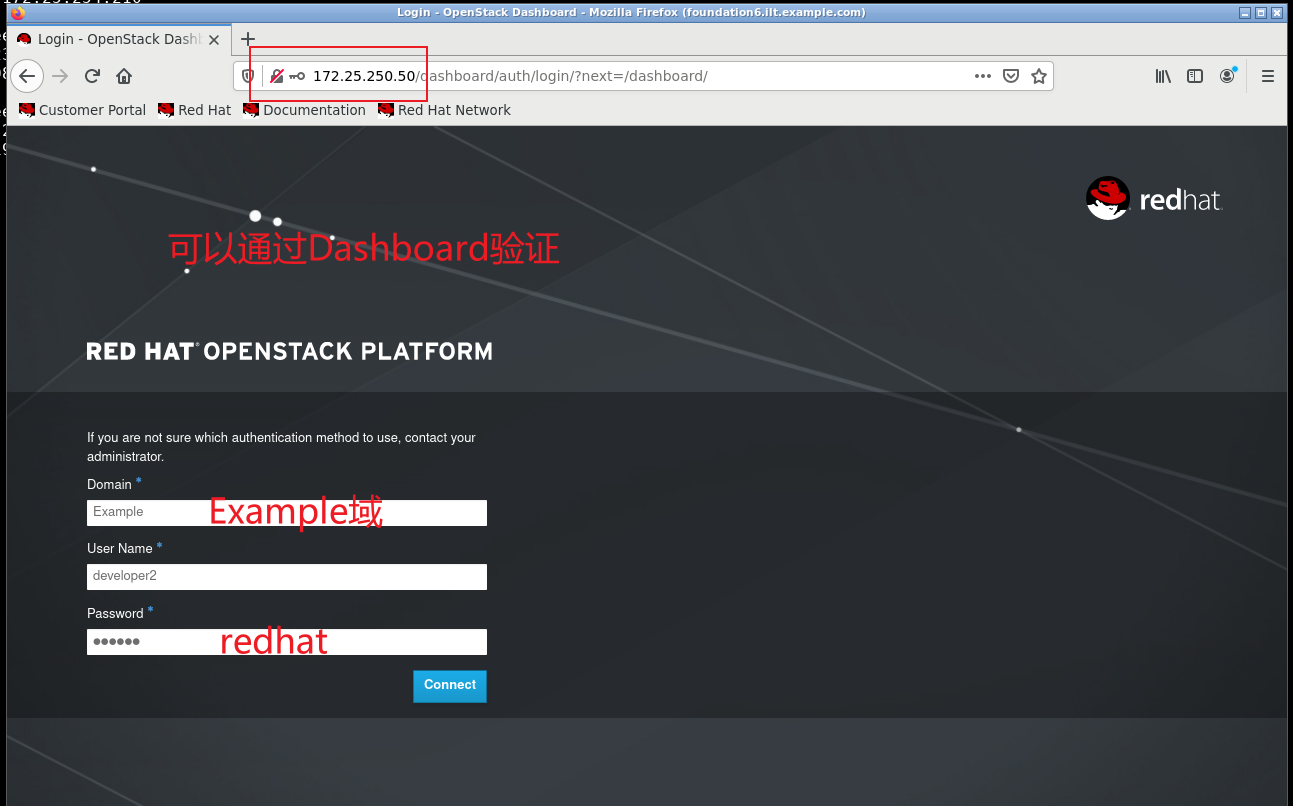 Login - OpenStack Dashboard - Mozilla Firefox (foundation6.ilt.example.com)
Login - OpenStack Dashb
172.25.250.50/dashboard/auth/login/?next=/dashboard/
Customer Portal Red Hat Documentation Red Hat Network
redhat.
可以通过Dashboard验证
RED HAT® OPENSTACK PLATFORM
If you are not sure which authentication method to use, contact your
administrator.
Domain *
Example Example域
User Name *
developer2
Password *
●●●●●● redhat
Connect